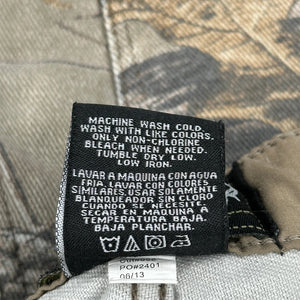 MACHINE WASH COLD.
WASH WITH LIKE COLORS.
ONLY NON-CHLORINE
BLEACH WHEN NEEDED.
TUMBLE DRY LOW.
LOW IRON.
LAVAR A MAQUINA CON AGUA
FRIA. LAVAR CON COLORES
SIMILARES. USAR SOLAMENTE
BLANQUEADOR SIN CLORO
CUANDO SE NECESITE.
SECAR EN MAQUINA A
TEMPERATURA BAJA.
BAJA PLANCHAR.
PO#2401
06/13